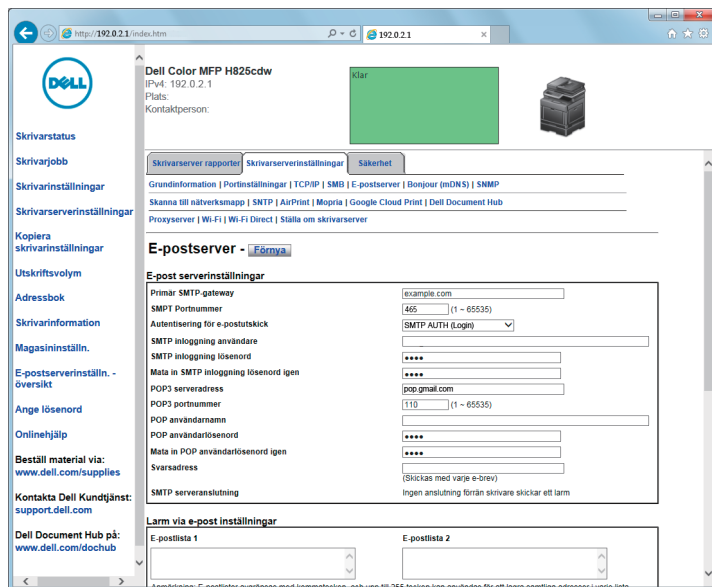 http://192.0.2.1/index.htm
192.0.2.1
DELL
Dell Color MFP H825cdw
IPv4: 192.0.2.1
Plats:
Kontaktperson:
Klar
Skrivarstatus
Skrivarjobb
Skrivarinställningar
Skrivarserverinställningar
Kopiera
skrivarinställningar
Utskriftsvolym
Adressbok
Skrivarinformation
Magasininställn.
E-postserverinställn. -
översikt
Ange lösenord
Onlinehjälp
Beställ material via:
www.dell.com/supplies
Kontakta Dell Kundtjänst:
support.dell.com
Dell Document Hub på:
www.dell.com/dochub
Skrivarserver rapporter Skrivarserverinställningar Säkerhet
Grundinformation | Portinställningar | TCP/IP | SMB | E-postserver | Bonjour (mDNS) | SNMP
Skanna till nätverksmapp | SNTP | AirPrint | Mopria | Google Cloud Print | Dell Document Hub
Proxyserver | Wi-Fi | Wi-Fi Direct | Ställa om skrivarserver
E-postserver - Förnya
E-post serverinställningar
Primär SMTP-gateway example.com
SMPT Portnummer 465 (1 ~ 65535)
Autentisering för e-postutskick SMTP AUTH (Login)
SMTP inloggning användare
SMTP inloggning lösenord ••••
Mata in SMTP inloggning lösenord igen ••••
POP3 serveradress pop.gmail.com
POP3 portnummer 110 (1 ~ 65535)
POP användarnamn
POP användarlösenord ••••
Mata in POP användarlösenord igen ••••
Svarsadress
(Skickas med varje e-brev)
SMTP serveranslutning Ingen anslutning förrän skrivare skickar ett larm
Larm via e-post inställningar
E-postlista 1 E-postlista 2